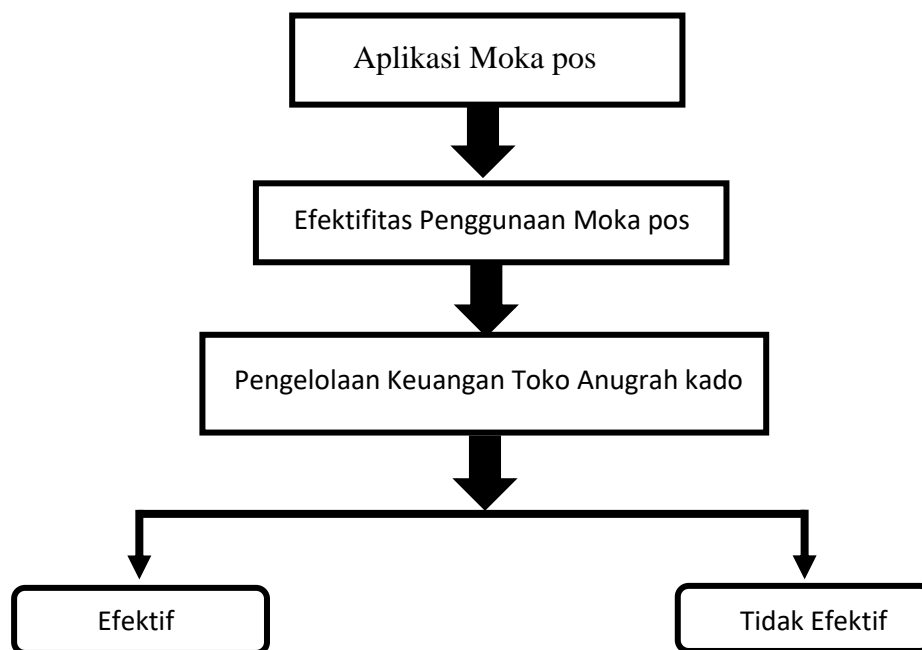 Aplikasi Moka pos
Efektifitas Penggunaan Moka pos
Pengelolaan Keuangan Toko Anugrah kado
Efektif
Tidak Efektif